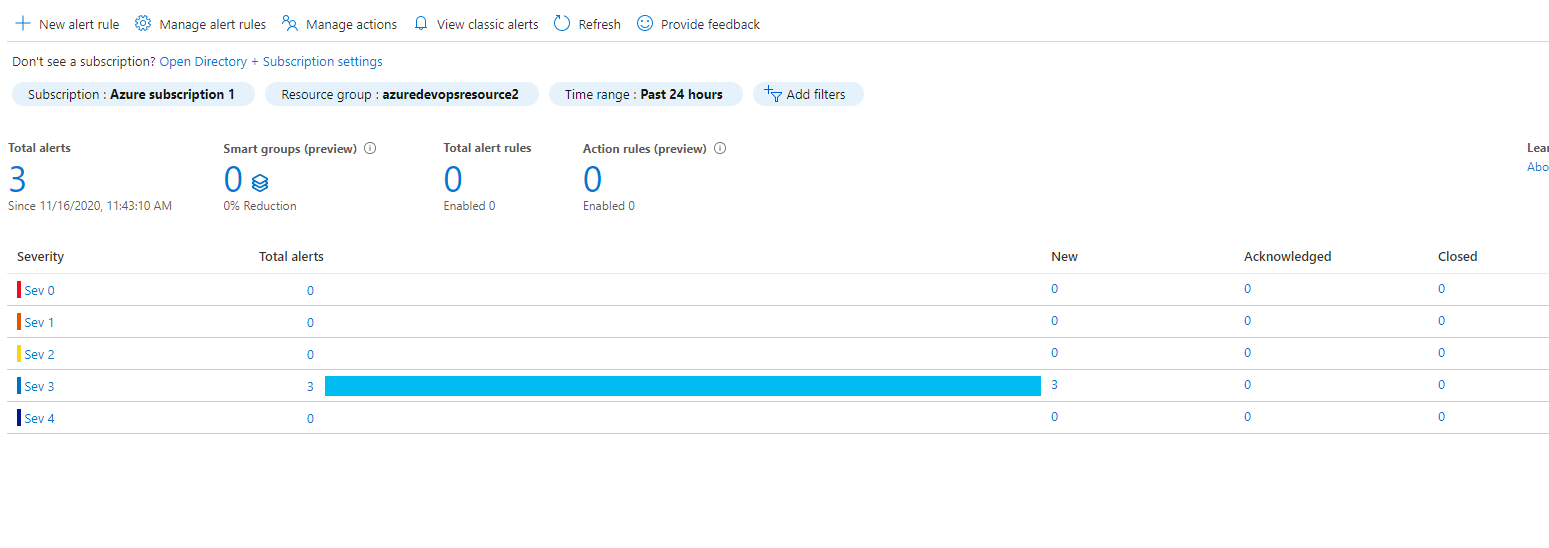 New alert rule Manage alert rules Manage actions View classic alerts Refresh Provide feedback
Don't see a subscription? Open Directory + Subscription settings
Subscription : Azure subscription 1 Resource group : azuredevopsresource2 Time range : Past 24 hours Add filters
Total alerts Smart groups (preview) Total alert rules Action rules (preview) Lear
3 0 0 0 Abo
Since 11/16/2020, 11:43:10 AM 0% Reduction Enabled 0 Enabled 0
Severity Total alerts New Acknowledged Closed
Sev 0 0 0 0 0
Sev 1 0 0 0 0
Sev 2 0 0 0 0
Sev 3 3 3 0 0
Sev 4 0 0 0 0